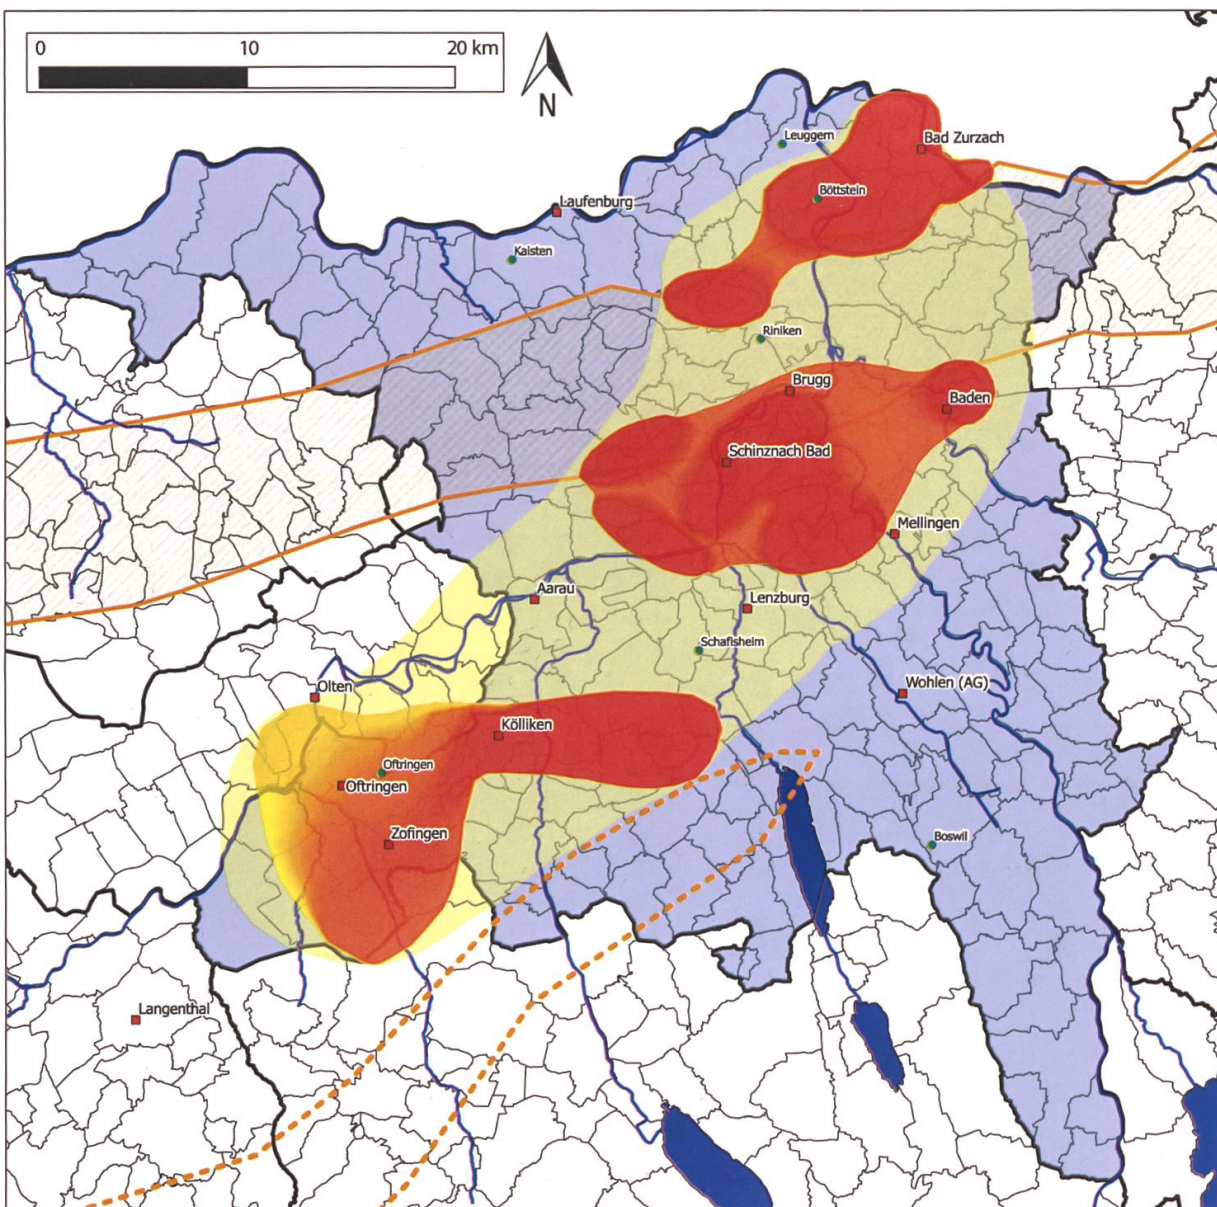 0 10 20 km
N
Leuggern
Bad Zurzach
Böttstein
Laufenburg
Kaisten
Riniken
Brugg
Baden
Schinznach Bad
Mellingen
Aarau
Lenzburg
Schafisheim
Olten
Wohlen (AG)
Kölliken
Oftringen
Oftringen
Zofingen
Boswil
Langenthal